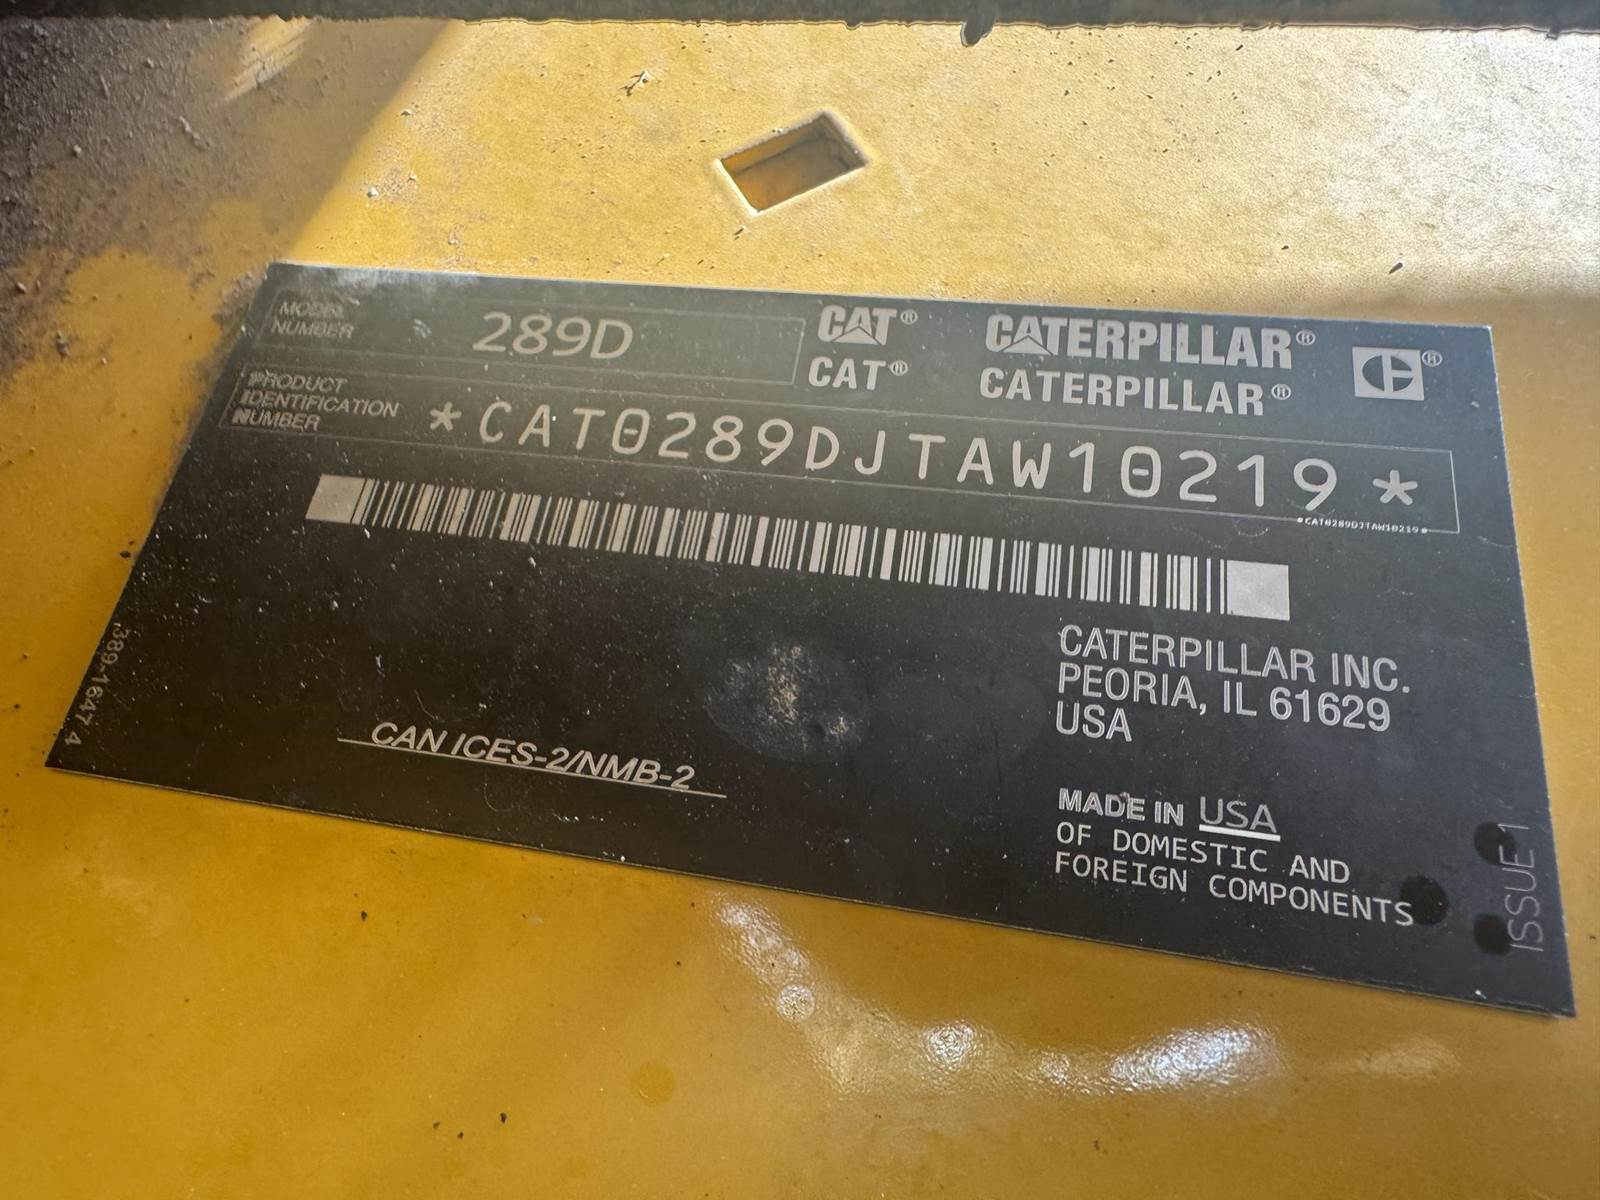 MODEL
NUMBER
289D
CAT®
CAT®
CATERPILLAR®
CATERPILLAR®
®
PRODUCT
IDENTIFICATION
NUMBER
*CAT0289DJTAW10219*
*CAT0289DJTAW10219*
CATERPILLAR INC.
PEORIA, IL 61629
USA
389-1647 4
CAN ICES-2/NMB-2
MADE IN USA
OF DOMESTIC AND
FOREIGN COMPONENTS
ISSUE 1